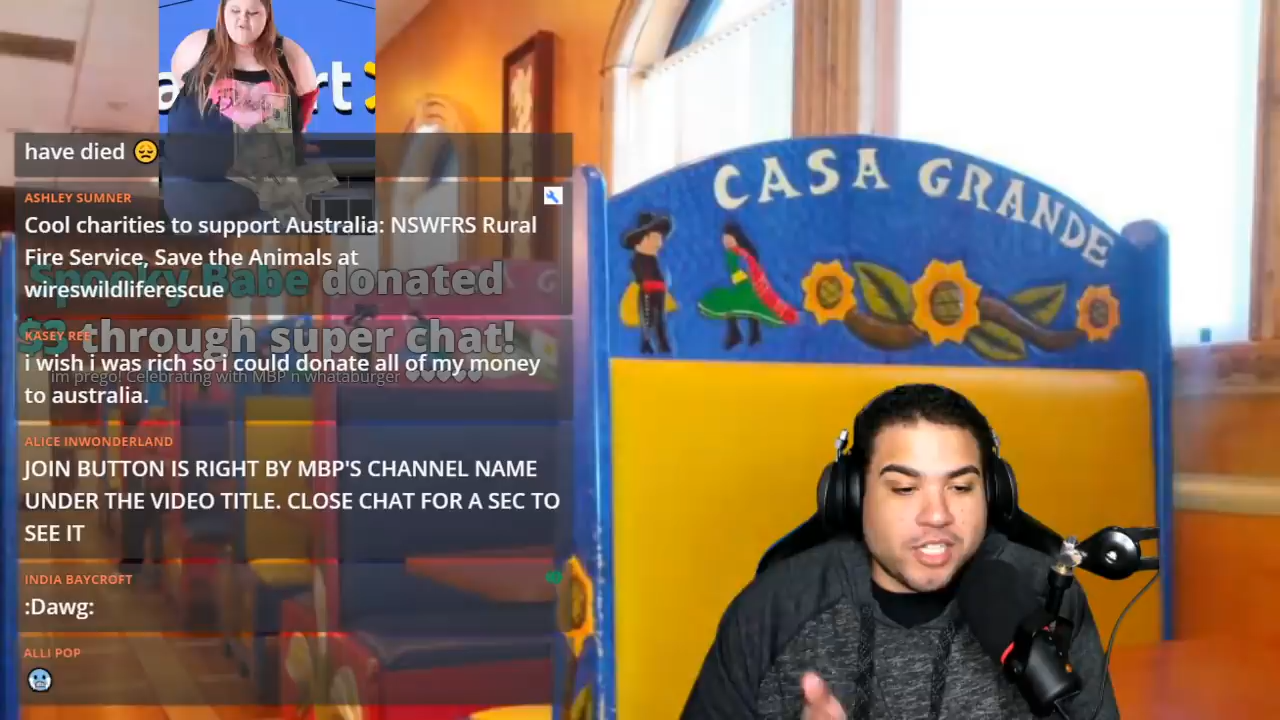 rt
have died 😞
ASHLEY SUMNER
Cool charities to support Australia: NSWFRS Rural
Fire Service, Save the Animals at
wireswildliferescue
Spooky Babe donated
$3 through super chat!
im prego! Celebrating with MBP n whataburger
KASEY REE
i wish i was rich so i could donate all of my money
to australia.
ALICE INWONDERLAND
JOIN BUTTON IS RIGHT BY MBP'S CHANNEL NAME
UNDER THE VIDEO TITLE. CLOSE CHAT FOR A SEC TO
SEE IT
INDIA BAYCROFT
:Dawg:
ALLI POP
🥶
CASA GRANDE